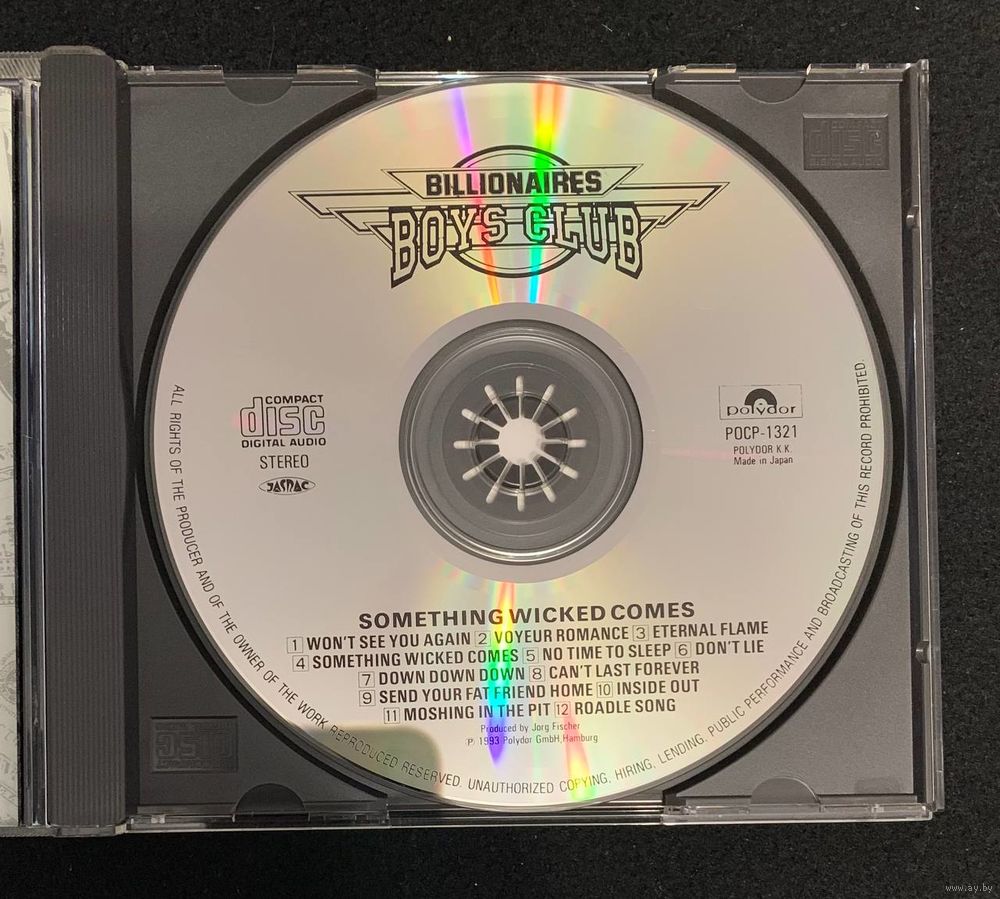 BILLIONAIRES
BOYS CLUB
COMPACT
disc
DIGITAL AUDIO
STEREO
JASRAC
polydor
POCP-1321
POLYDOR K.K.
Made in Japan
SOMETHING WICKED COMES
1 WON'T SEE YOU AGAIN 2 VOYEUR ROMANCE 3 ETERNAL FLAME
4 SOMETHING WICKED COMES 5 NO TIME TO SLEEP 6 DON'T LIE
7 DOWN DOWN DOWN 8 CAN'T LAST FOREVER
9 SEND YOUR FAT FRIEND HOME 10 INSIDE OUT
11 MOSHING IN THE PIT 12 ROADLE SONG
Produced by Jorg Fischer
℗ 1993 Polydor GmbH,Hamburg
ALL RIGHTS OF THE PRODUCER AND OF THE OWNER OF THE WORK REPRODUCED RESERVED. UNAUTHORIZED COPYING, HIRING, LENDING, PUBLIC PERFORMANCE AND BROADCASTING OF THIS RECORD PROHIBITED.
www.ay.by